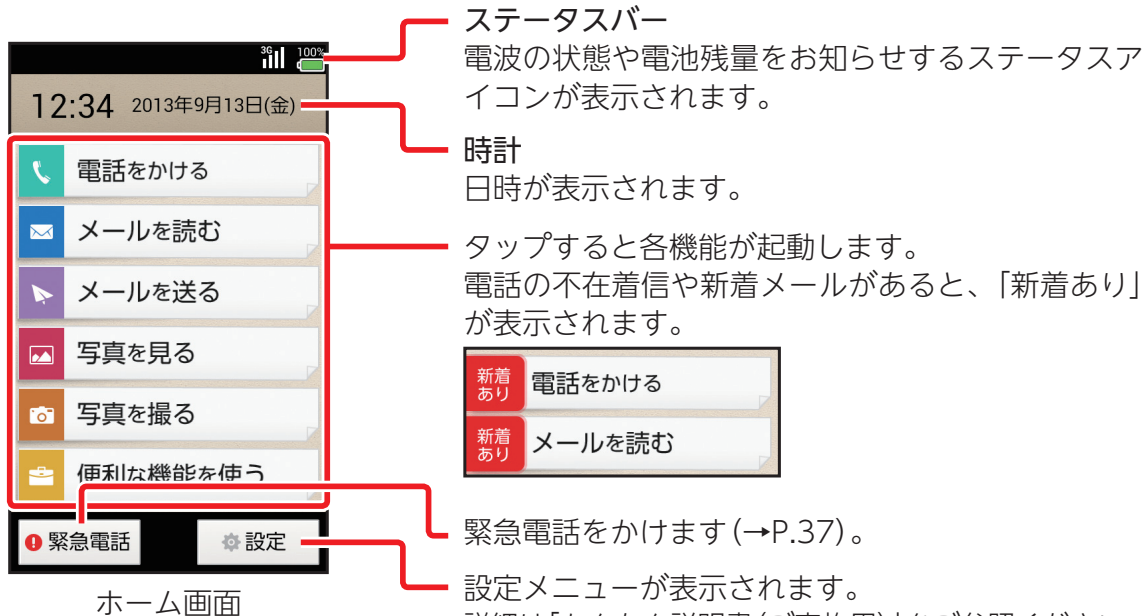 3G 100%
12:34 2013年9月13日(金)
電話をかける
メールを読む
メールを送る
写真を見る
写真を撮る
便利な機能を使う
緊急電話
設定
ホーム画面
ステータスバー
電波の状態や電池残量をお知らせするステータスア
イコンが表示されます。
時計
日時が表示されます。
タップすると各機能が起動します。
電話の不在着信や新着メールがあると、「新着あり」
が表示されます。
新着
あり
電話をかける
新着
あり
メールを読む
緊急電話をかけます(→P.37)。
設定メニューが表示されます。